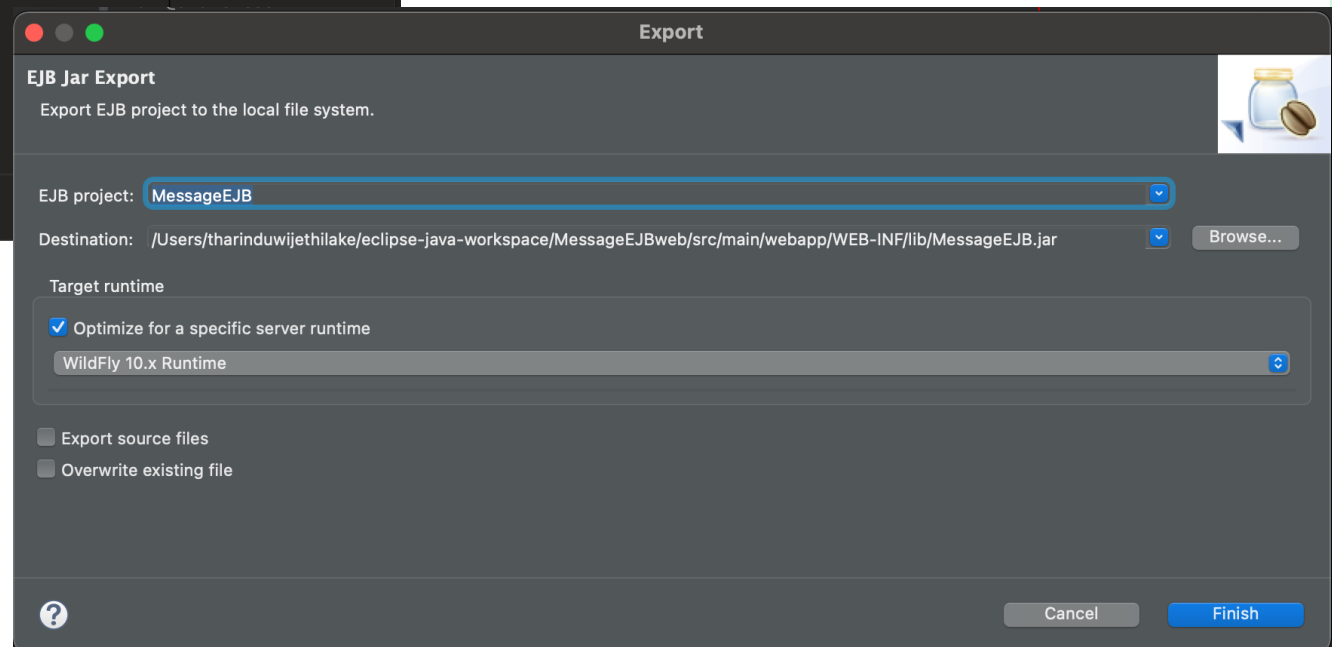 Export
EJB Jar Export
Export EJB project to the local file system.
EJB project: MessageEJB
Destination: /Users/tharinduwijethilake/eclipse-java-workspace/MessageEJBweb/src/main/webapp/WEB-INF/lib/MessageEJB.jar Browse...
Target runtime
Optimize for a specific server runtime
WildFly 10.x Runtime
Export source files
Overwrite existing file
? Cancel Finish